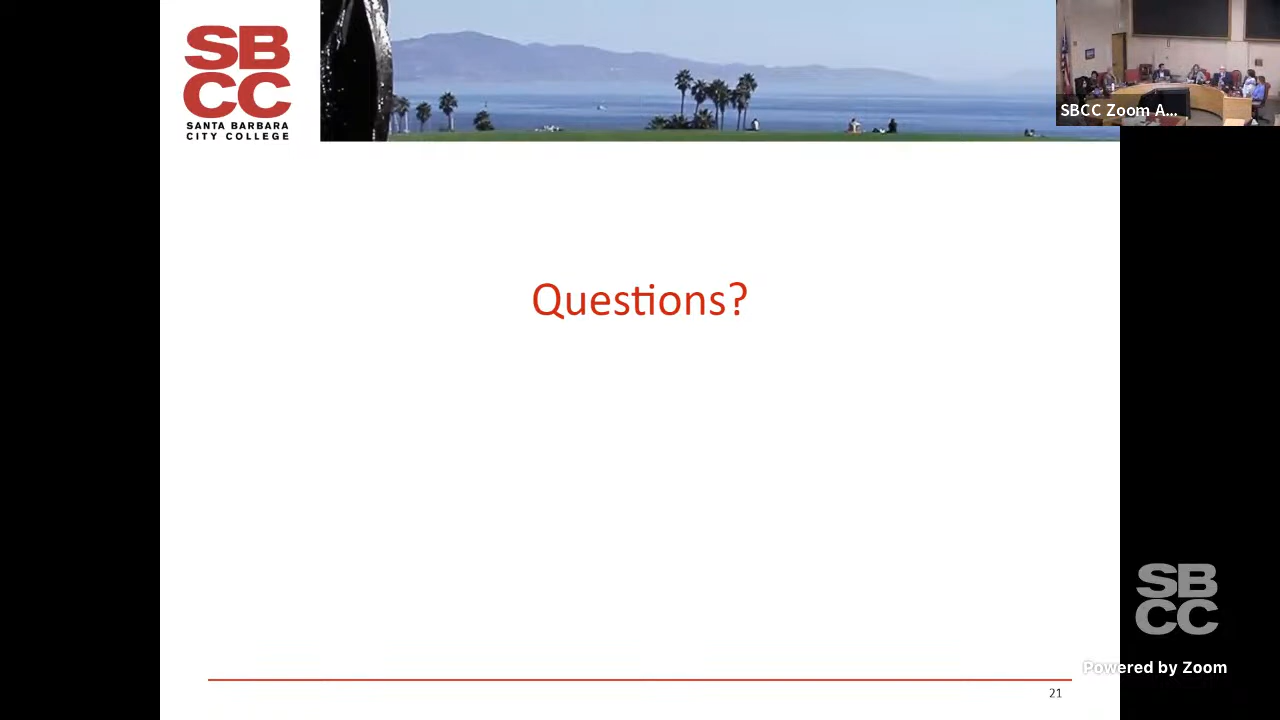 SB
CC
SANTA BARBARA
CITY COLLEGE
SBCC Zoom A...
Questions?
SB
CC
Powered by Zoom
21